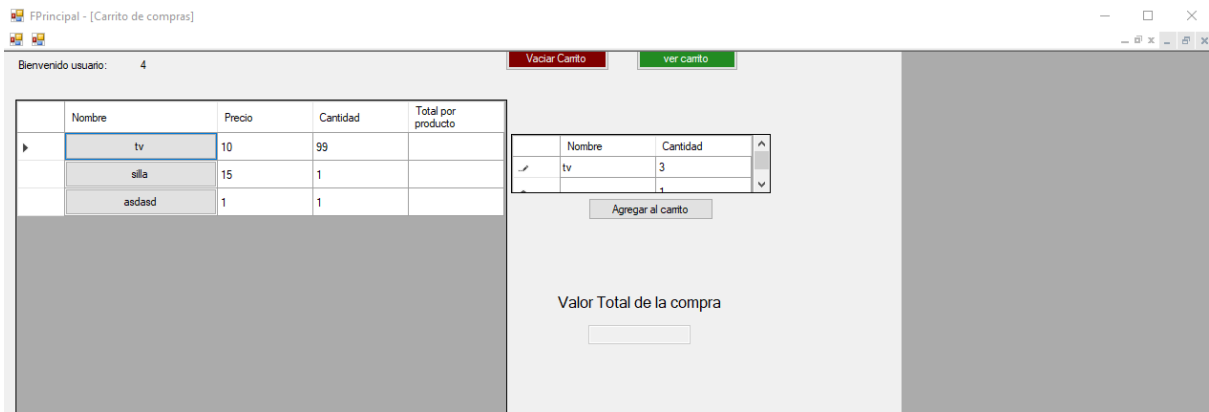 FPrincipal - [Carrito de compras]
Bienvenido usuario: 4
Vaciar Carrito
ver carrito
Nombre Precio Cantidad Total por producto
tv 10 99
silla 15 1
asdasd 1 1
Nombre Cantidad
tv 3
1
Agregar al carrito
Valor Total de la compra